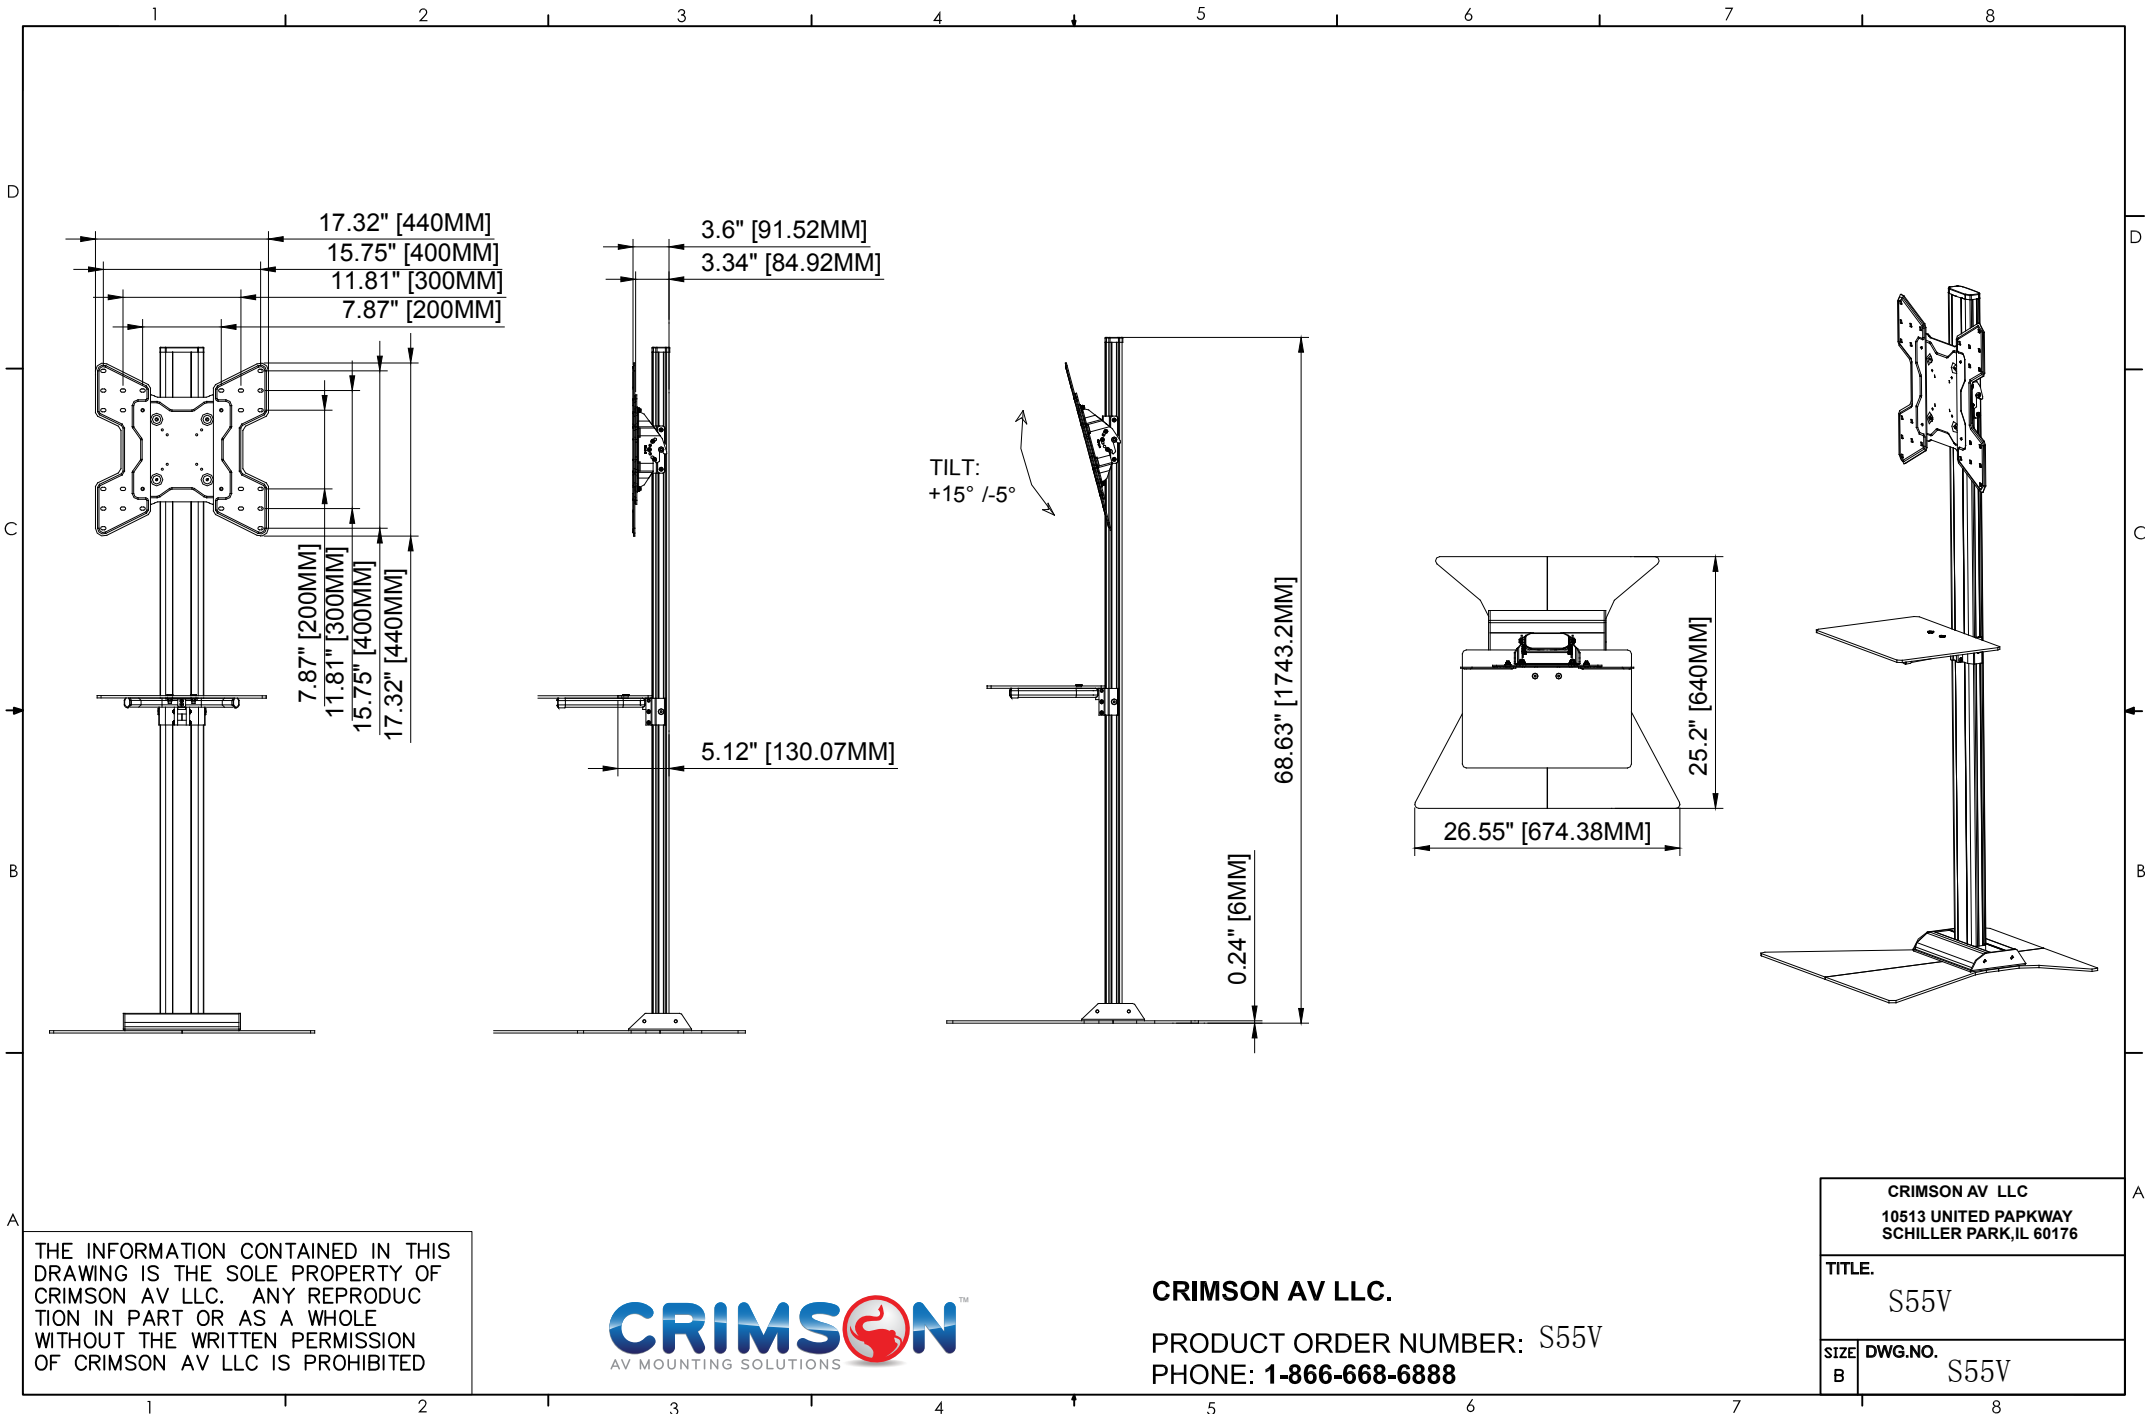 1 2 3 4 5 6 7 8
D
D
C
C
B
B
A
A
17.32" [440MM]
15.75" [400MM]
11.81" [300MM]
7.87" [200MM]
7.87" [200MM]
11.81" [300MM]
15.75" [400MM]
17.32" [440MM]
3.6" [91.52MM]
3.34" [84.92MM]
5.12" [130.07MM]
TILT:
+15° /-5°
68.63" [1743.2MM]
0.24" [6MM]
25.2" [640MM]
26.55" [674.38MM]
THE INFORMATION CONTAINED IN THIS
DRAWING IS THE SOLE PROPERTY OF
CRIMSON AV LLC. ANY REPRODUC
TION IN PART OR AS A WHOLE
WITHOUT THE WRITTEN PERMISSION
OF CRIMSON AV LLC IS PROHIBITED
CRIMSON™
AV MOUNTING SOLUTIONS
CRIMSON AV LLC.
PRODUCT ORDER NUMBER: S55V
PHONE: 1-866-668-6888
CRIMSON AV LLC
10513 UNITED PAPKWAY
SCHILLER PARK,IL 60176
TITLE.
S55V
SIZE
B
DWG.NO.
S55V
1 2 3 4 5 6 7 8